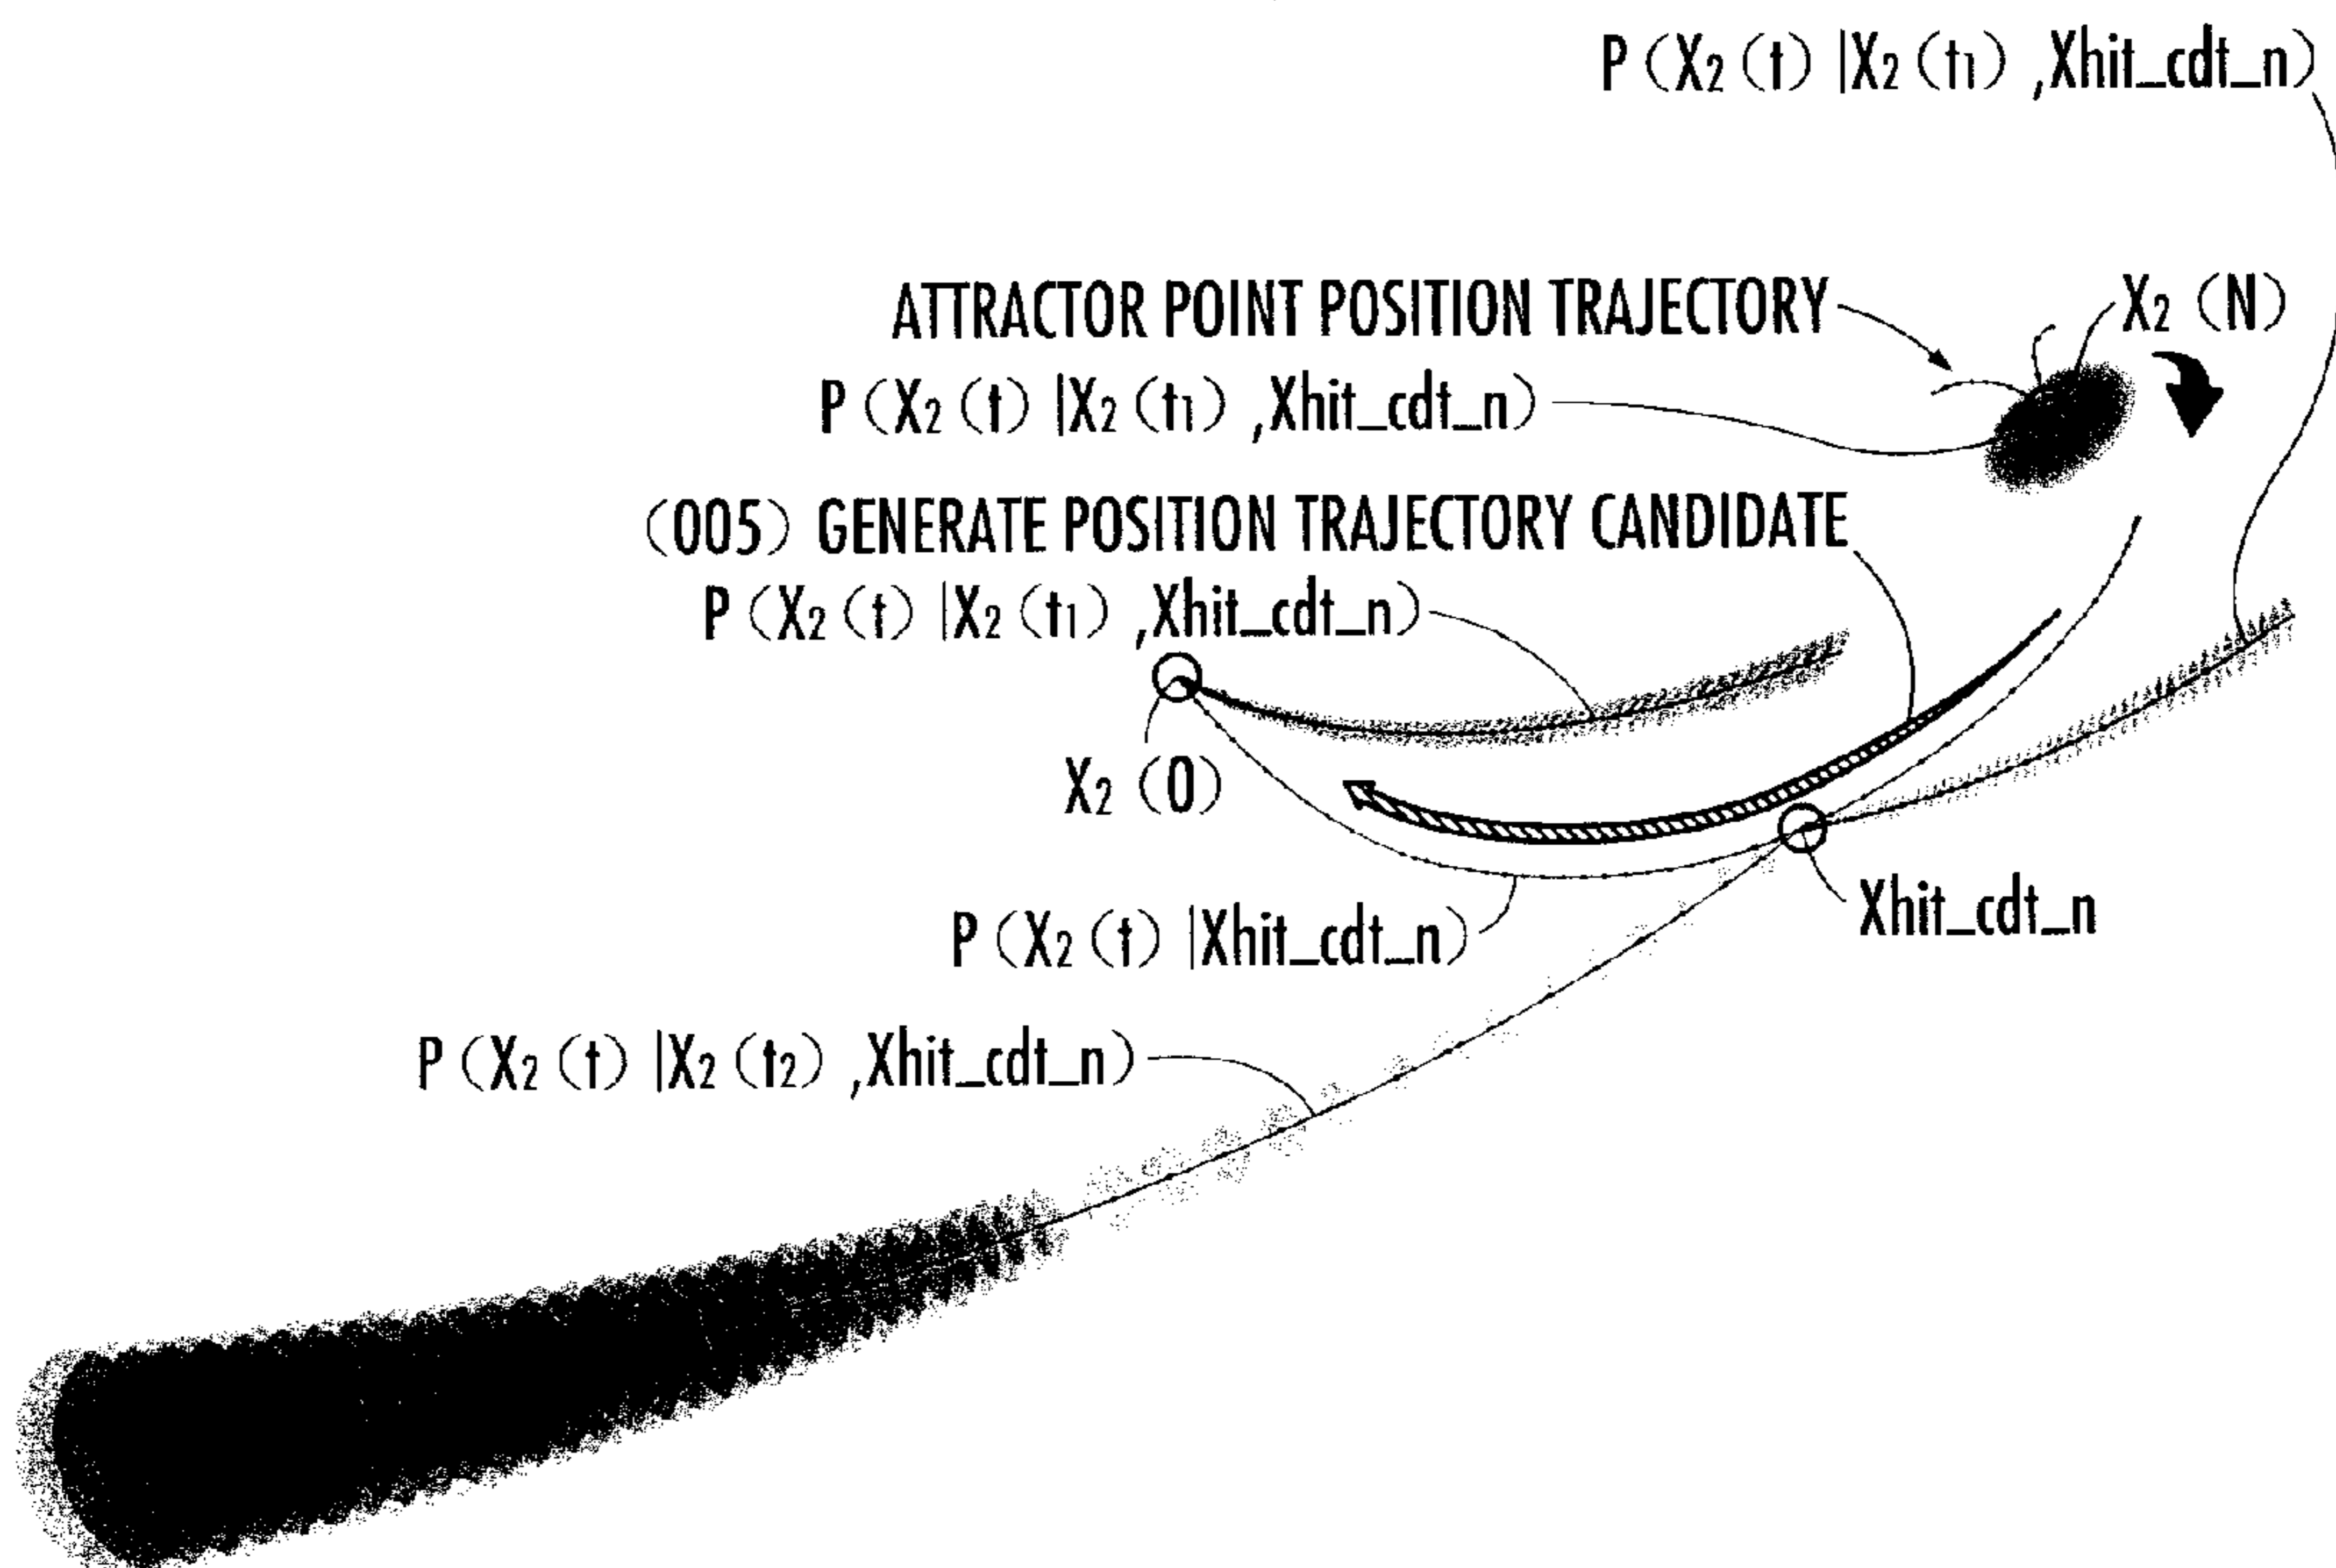 P (X₂ (t) |X₂ (t₁) ,Xhit_cdt_n)
ATTRACTOR POINT POSITION TRAJECTORY
X₂ (N)
P (X₂ (t) |X₂ (t₁) ,Xhit_cdt_n)
(005) GENERATE POSITION TRAJECTORY CANDIDATE
P (X₂ (t) |X₂ (t₁) ,Xhit_cdt_n)
X₂ (0)
Xhit_cdt_n
P (X₂ (t) |Xhit_cdt_n)
P (X₂ (t) |X₂ (t₂) ,Xhit_cdt_n)